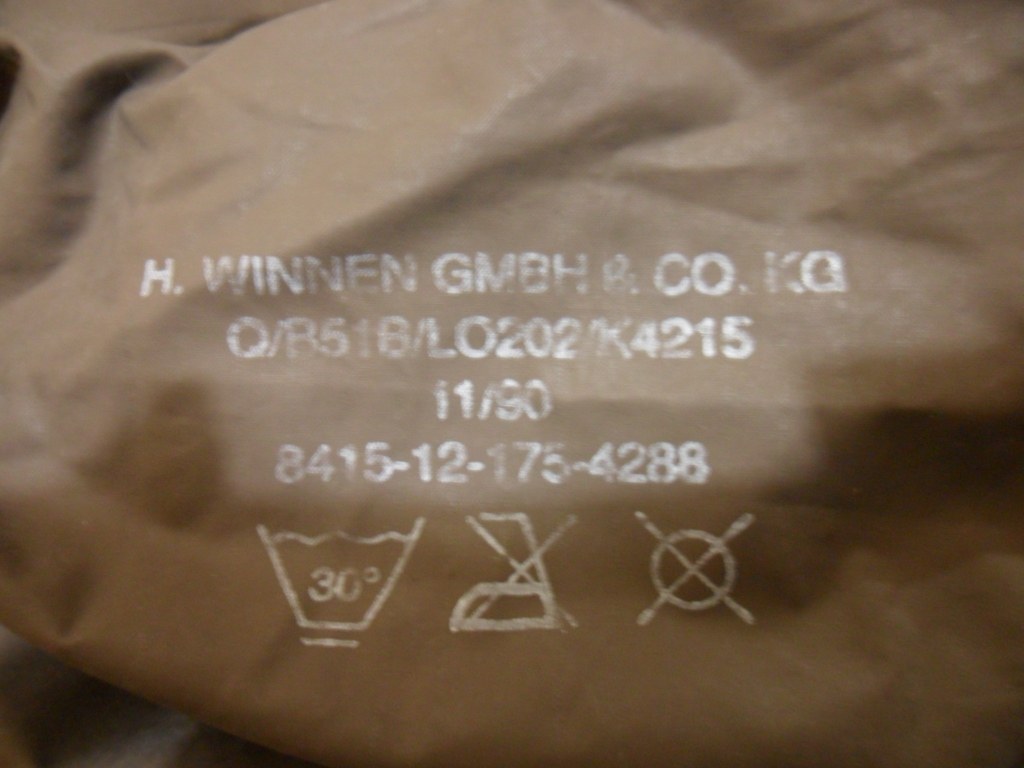 H. WINNEN GMBH & CO. KG
Q/B51B/LO202/K4215
11/90
8415-12-175-4288
30°